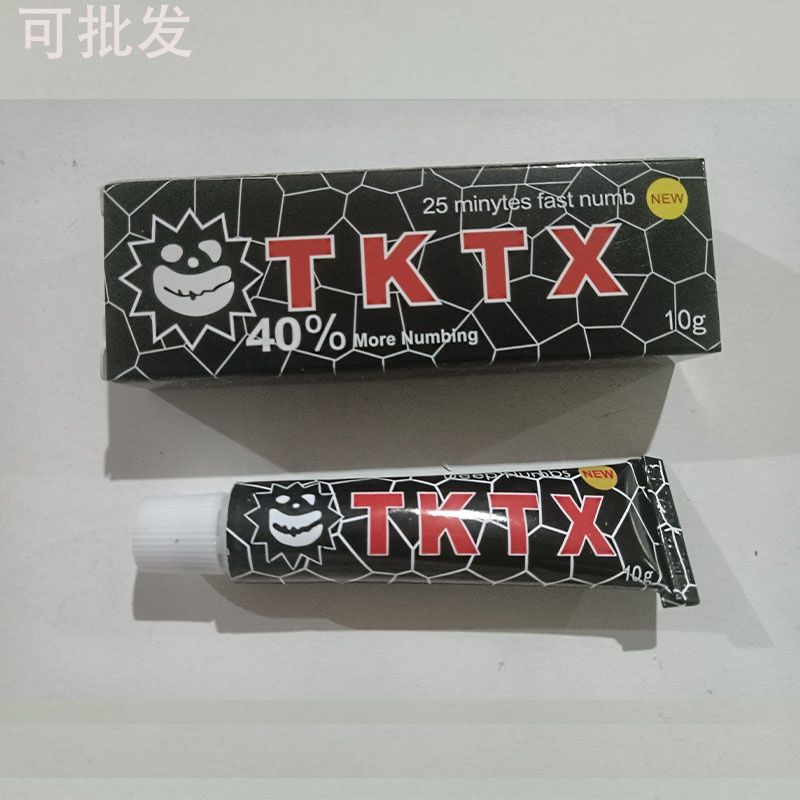 可批发
25 minytes fast numb
NEW
TKTX
40% More Numbing
10g
NEW
TKTX
10g